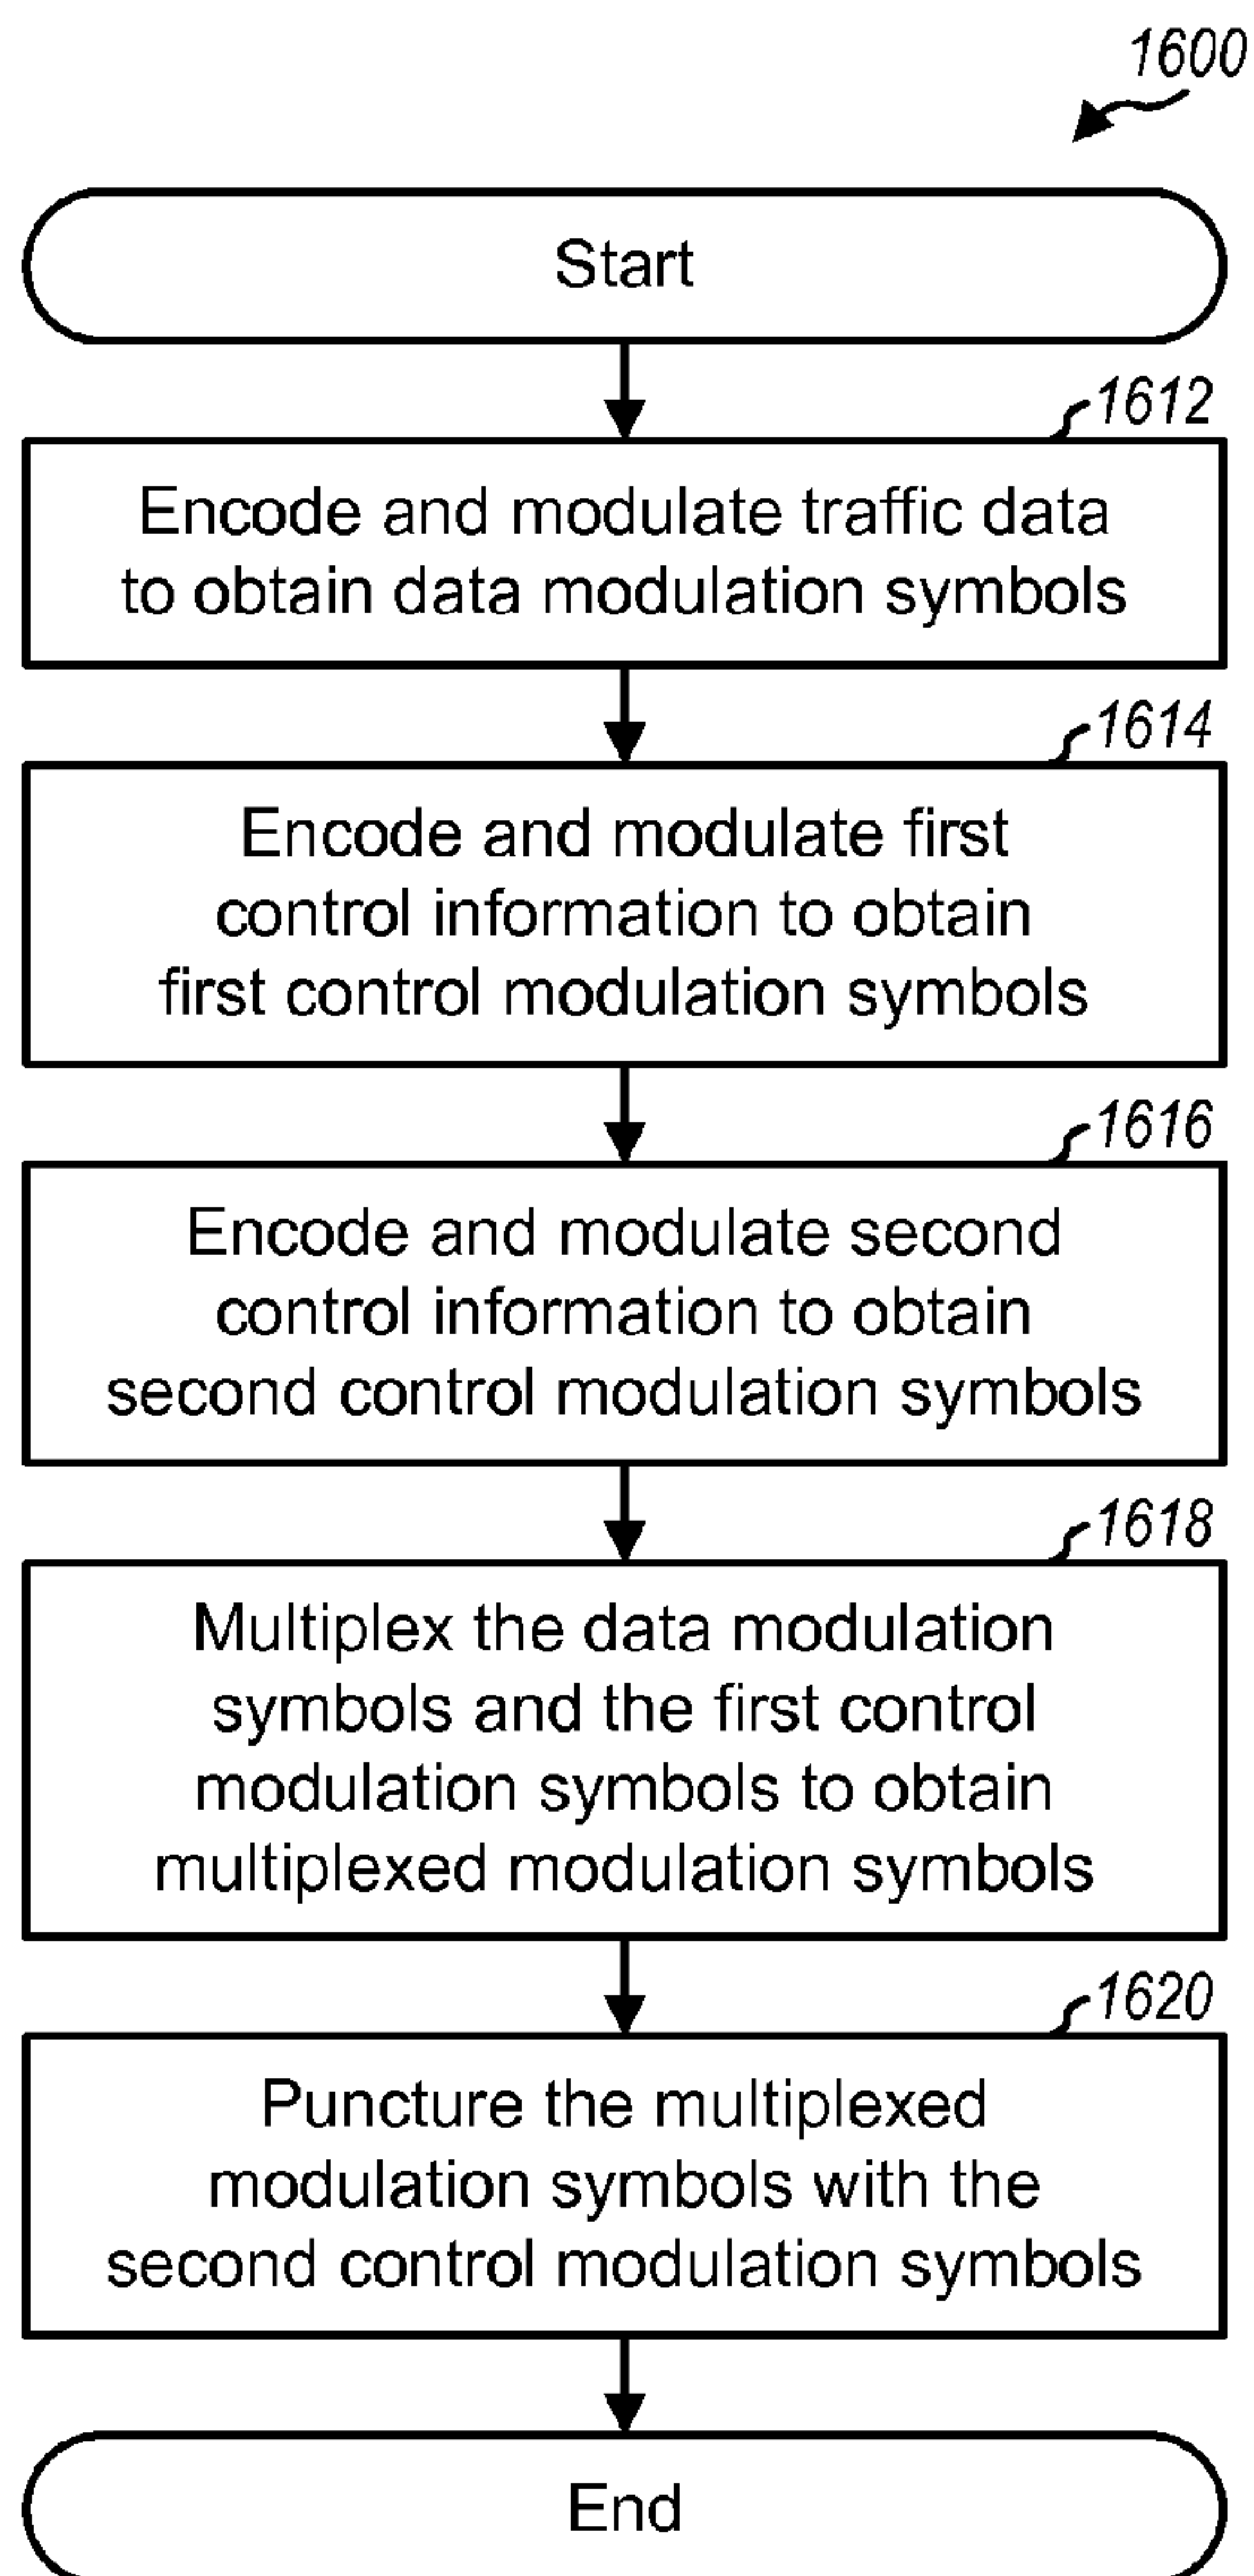 1600
Start
1612
Encode and modulate traffic data
to obtain data modulation symbols
1614
Encode and modulate first
control information to obtain
first control modulation symbols
1616
Encode and modulate second
control information to obtain
second control modulation symbols
1618
Multiplex the data modulation
symbols and the first control
modulation symbols to obtain
multiplexed modulation symbols
1620
Puncture the multiplexed
modulation symbols with the
second control modulation symbols
End